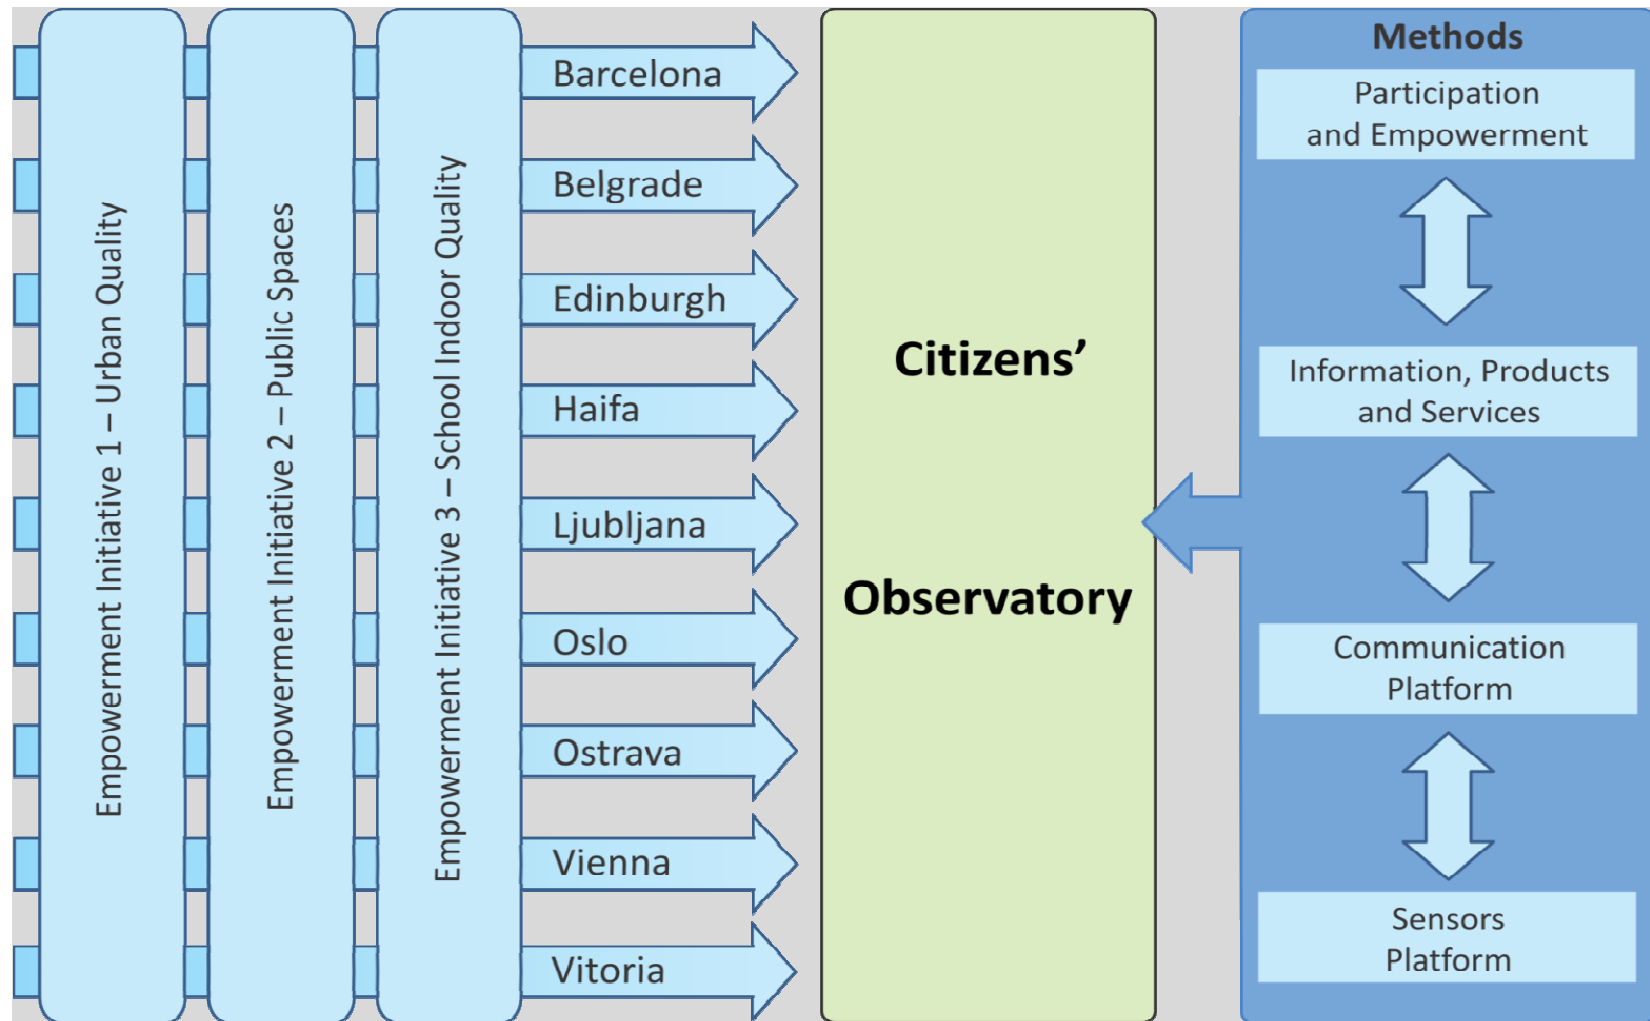 Empowerment Initiative 1 – Urban Quality
Empowerment Initiative 2 – Public Spaces
Empowerment Initiative 3 – School Indoor Quality
Barcelona
Belgrade
Edinburgh
Haifa
Ljubljana
Oslo
Ostrava
Vienna
Vitoria
Citizens’
Observatory
Methods
Participation
and Empowerment
Information, Products
and Services
Communication
Platform
Sensors
Platform